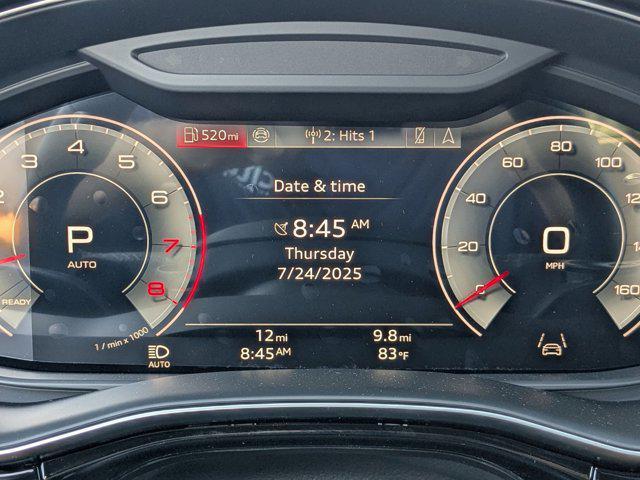 520mi
2: Hits 1
Date & time
8:45 AM
Thursday
7/24/2025
2 3 4 5 6 7 8
P
AUTO
READY
1 / min x 1000
0 20 40 60 80 100 160
0
MPH
12mi
9.8mi
8:45AM
83°F
AUTO